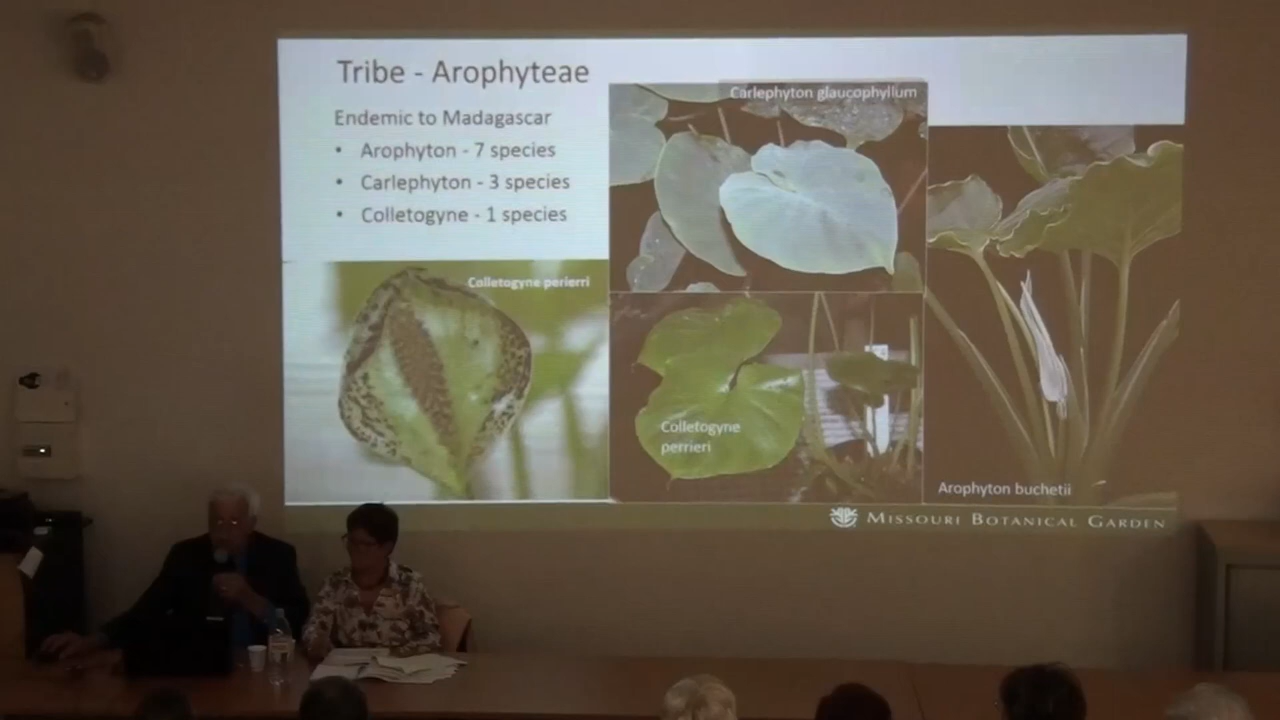 Tribe - Arophyteae
Endemic to Madagascar
• Arophyton - 7 species
• Carlephyton - 3 species
• Colletogyne - 1 species
Carlephyton glaucophyllum
Colletogyne perierri
Colletogyne
perrieri
Arophyton buchetii
MISSOURI BOTANICAL GARDEN